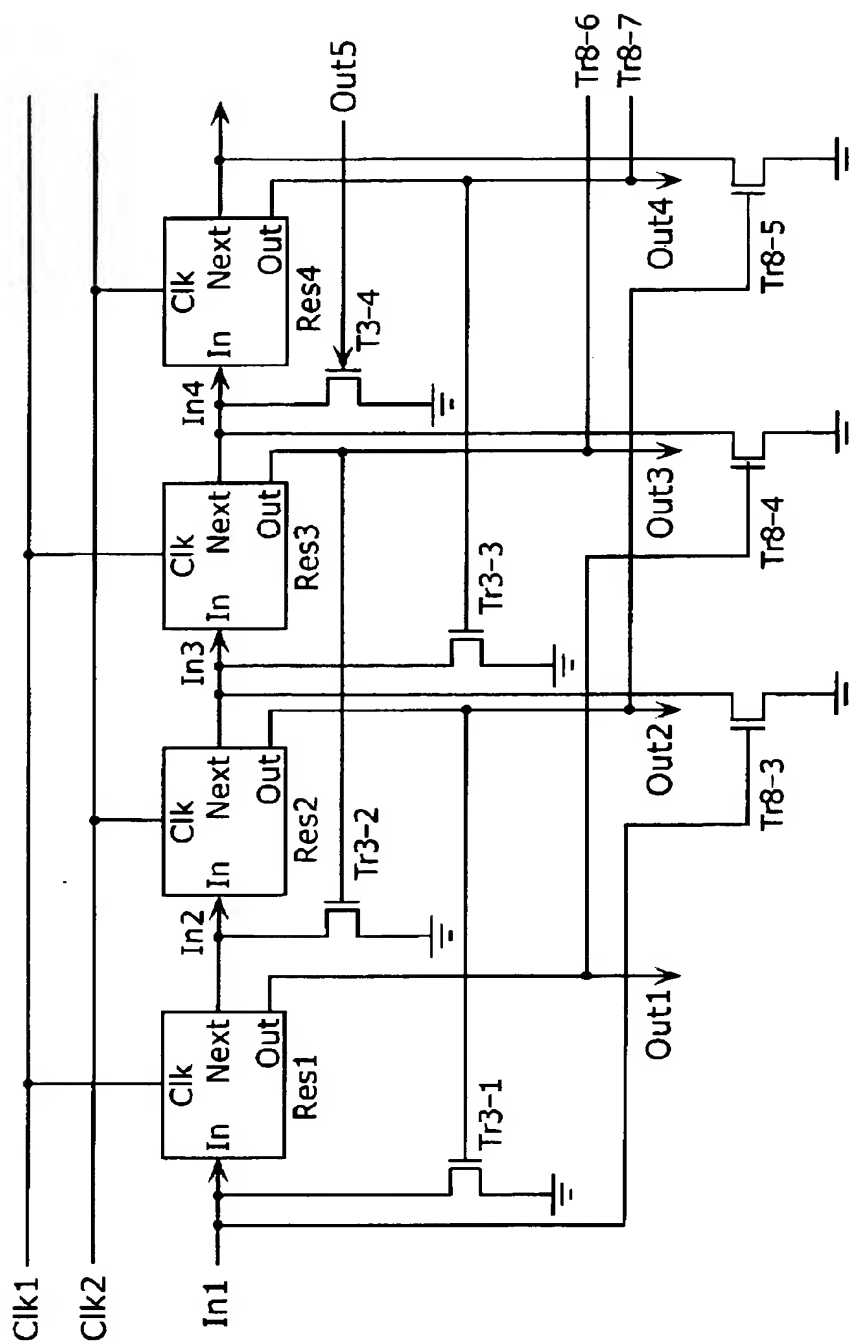 Clk1
Clk2
In1
Clk
In
Next
Out
Res1
In2
Clk
In
Next
Out
Res2
In3
Clk
In
Next
Out
Res3
In4
Clk
In
Next
Out
Res4
Tr3-1
Tr3-2
Tr3-3
T3-4
Out5
Tr8-6
Tr8-7
Out1
Out2
Out3
Out4
Tr8-3
Tr8-4
Tr8-5